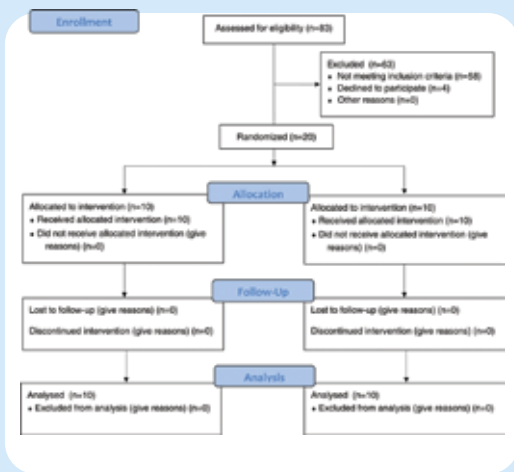 Enrollment
Assessed for eligibility (n=83)
Excluded (n=63)
• Not meeting inclusion criteria (n=58)
• Declined to participate (n=4)
• Other reasons (n=0)
Randomized (n=20)
Allocation
Allocated to intervention (n=10)
• Received allocated intervention (n=10)
• Did not receive allocated intervention (give
reasons) (n=0)
Allocated to intervention (n=10)
• Received allocated intervention (n=10)
• Did not receive allocated intervention (give
reasons) (n=0)
Follow-Up
Lost to follow-up (give reasons) (n=0)
Discontinued intervention (give reasons) (n=0)
Lost to follow-up (give reasons) (n=0)
Discontinued intervention (give reasons) (n=0)
Analysis
Analysed (n=10)
• Excluded from analysis (give reasons) (n=0)
Analysed (n=10)
• Excluded from analysis (give reasons) (n=0)